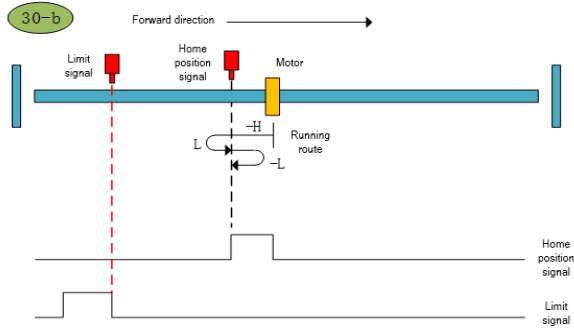 30-b
Forward direction
Limit
signal
Home
position
signal
Motor
-H
L
-L
Running
route
Home
position
signal
Limit
signal